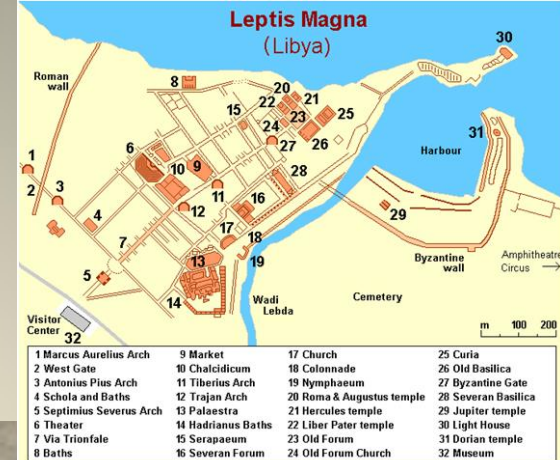 Leptis Magna
(Libya)
30
Roman
wall
8
20
21
22
15
23
25
24
6
27
26
31
1
10
9
Harbour
2
3
11
28
12
16
4
29
7
17
18
13
19
Byzantine
wall
Amphitheatre
Circus
5
14
Wadi
Lebda
Cemetery
Visitor
Center
32
m 100 200
1 Marcus Aurelius Arch
2 West Gate
3 Antonius Pius Arch
4 Schola and Baths
5 Septimius Severus Arch
6 Theater
7 Via Trionfale
8 Baths
9 Market
10 Chalcidicum
11 Tiberius Arch
12 Trajan Arch
13 Palaestra
14 Hadrianus Baths
15 Serapaeum
16 Severan Forum
17 Church
18 Colonnade
19 Nymphaeum
20 Roma & Augustus temple
21 Hercules temple
22 Liber Pater temple
23 Old Forum
24 Old Forum Church
25 Curia
26 Old Basilica
27 Byzantine Gate
28 Severan Basilica
29 Jupiter temple
30 Light House
31 Dorian temple
32 Museum